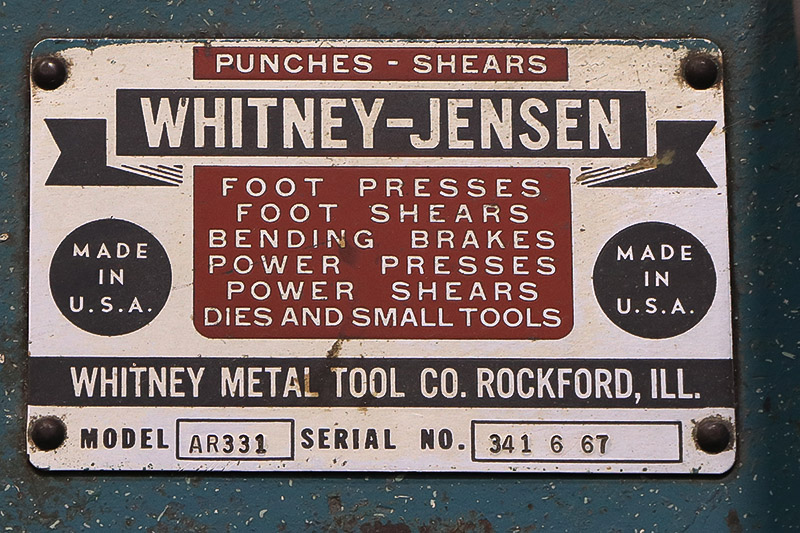 PUNCHES - SHEARS
WHITNEY-JENSEN
FOOT PRESSES
FOOT SHEARS
BENDING BRAKES
POWER PRESSES
POWER SHEARS
DIES AND SMALL TOOLS
MADE
IN
U.S.A.
MADE
IN
U.S.A.
WHITNEY METAL TOOL CO. ROCKFORD, ILL.
MODEL AR331 SERIAL NO. 341 6 67